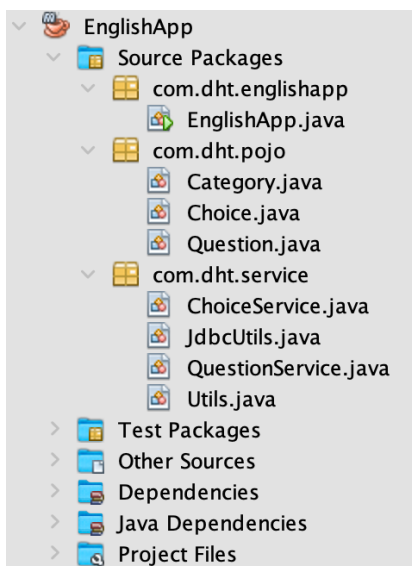 EnglishApp
Source Packages
com.dht.englishapp
EnglishApp.java
com.dht.pojo
Category.java
Choice.java
Question.java
com.dht.service
ChoiceService.java
JdbcUtils.java
QuestionService.java
Utils.java
Test Packages
Other Sources
Dependencies
Java Dependencies
Project Files